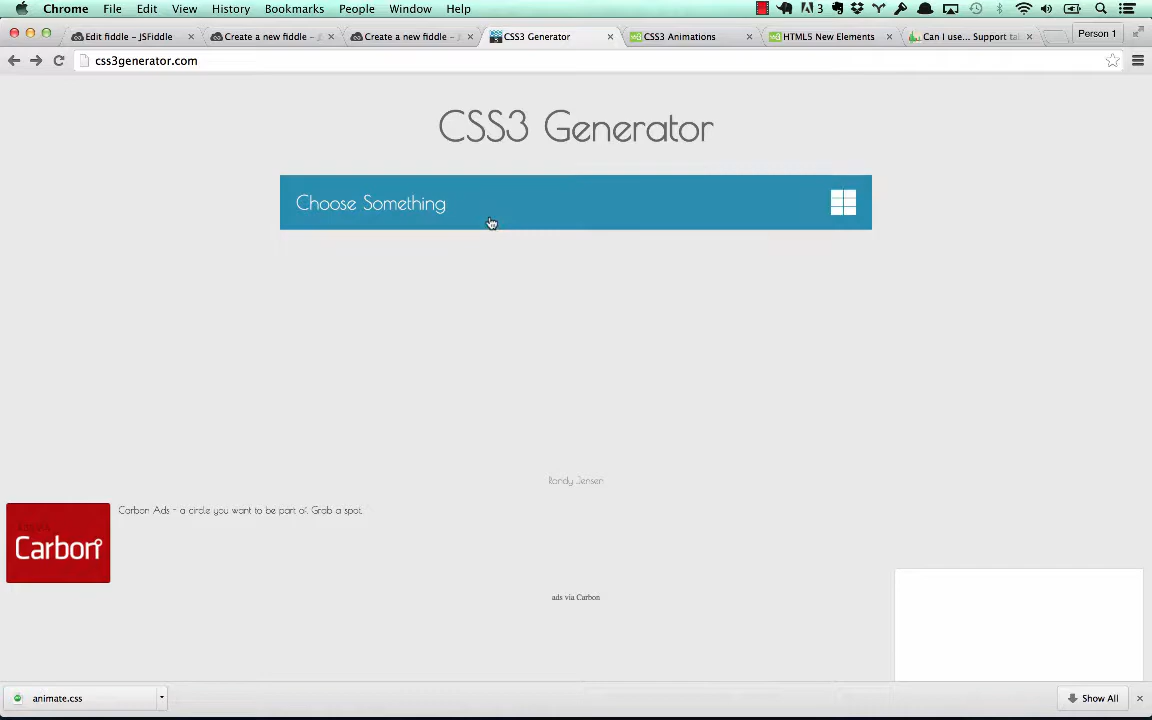 Chrome File Edit View History Bookmarks People Window Help 3
Edit fiddle - JSFiddle Create a new fiddle - Create a new fiddle - CSS3 Generator CSS3 Animations HTML5 New Elements Can I use... Support ta Person 1
css3generator.com
CSS3 Generator
Choose Something
Randy Jensen
Carbon Ads - a circle you want to be part of. Grab a spot.
Carbon
ads via Carbon
animate.css Show All